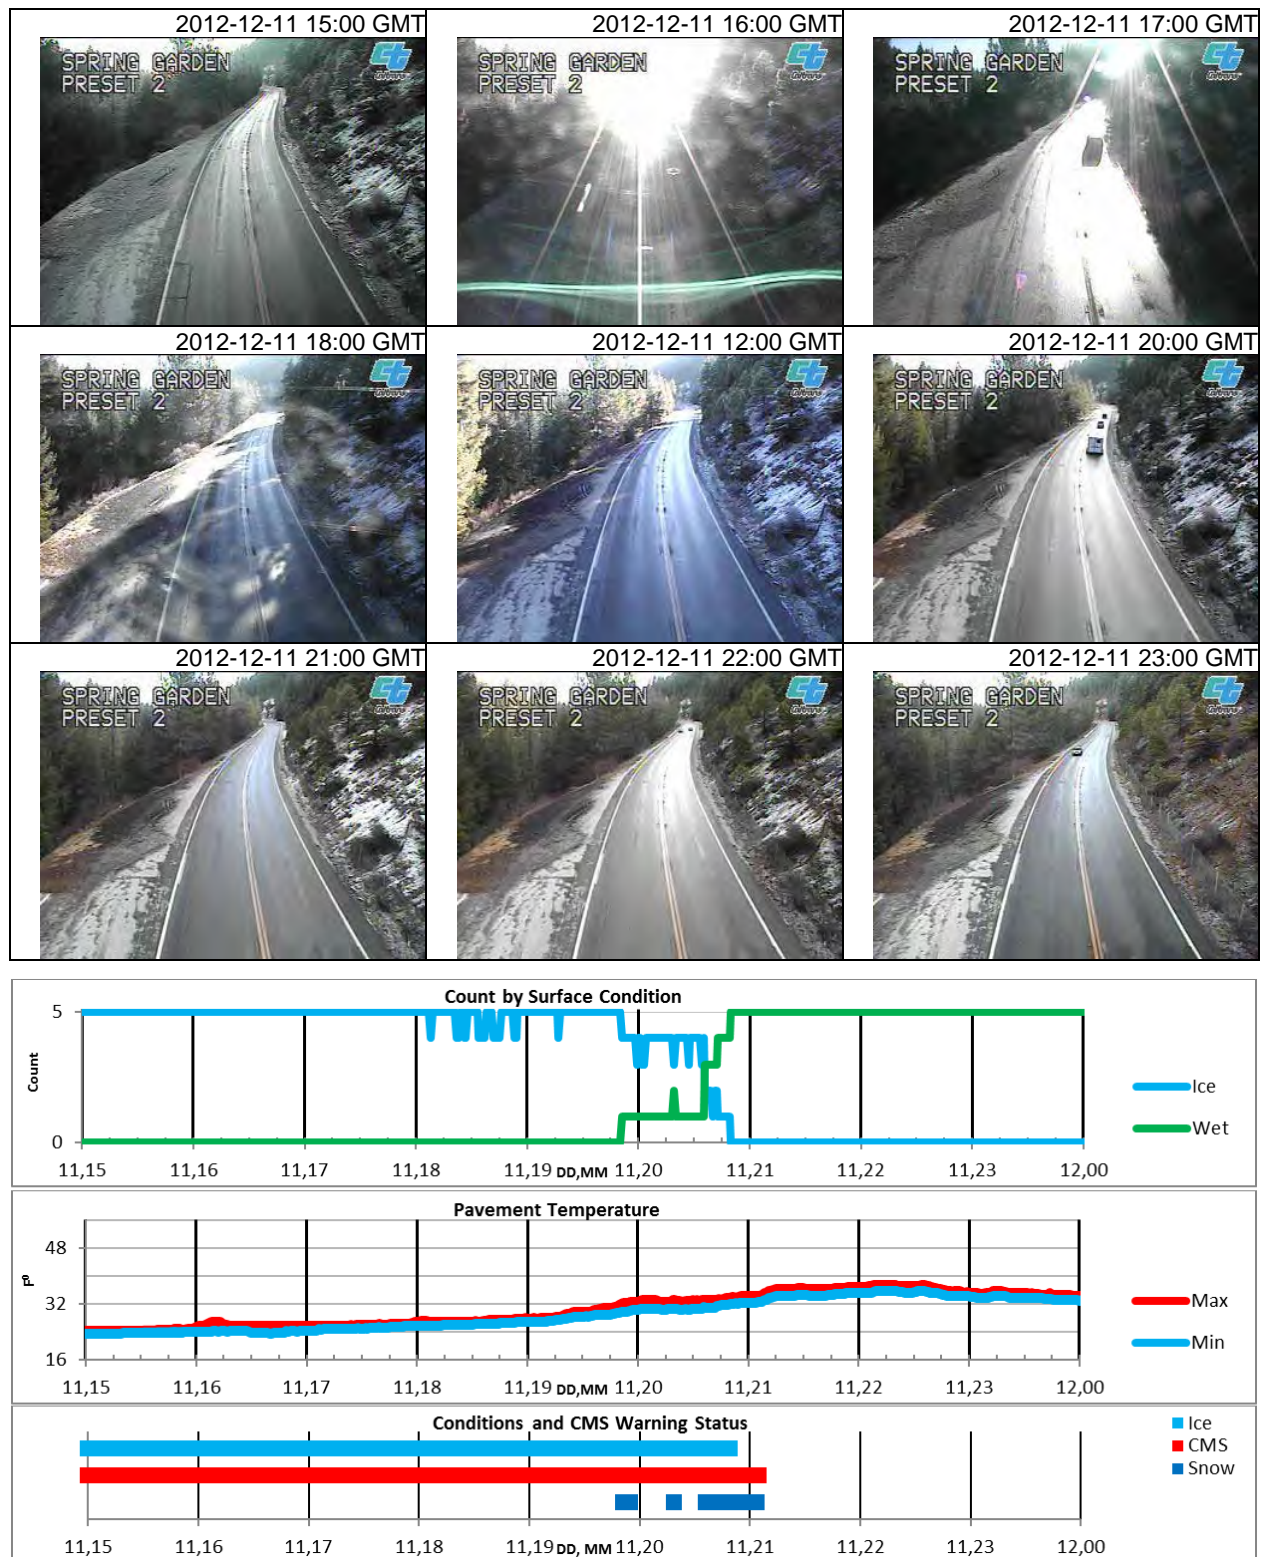 2012-12-11 15:00 GMT
2012-12-11 16:00 GMT
2012-12-11 17:00 GMT
SPRING GARDEN
PRESET 2
SPRING GARDEN
PRESET 2
SPRING GARDEN
PRESET 2
2012-12-11 18:00 GMT
2012-12-11 12:00 GMT
2012-12-11 20:00 GMT
SPRING GARDEN
PRESET 2
SPRING GARDEN
PRESET 2
SPRING GARDEN
PRESET 2
2012-12-11 21:00 GMT
2012-12-11 22:00 GMT
2012-12-11 23:00 GMT
SPRING GARDEN
PRESET 2
SPRING GARDEN
PRESET 2
SPRING GARDEN
PRESET 2
Count by Surface Condition
5
Count
0
Ice
Wet
11,15 11,16 11,17 11,18 11,19 DD,MM 11,20 11,21 11,22 11,23 12,00
Pavement Temperature
48
F⁰
32
16
Max
Min
11,15 11,16 11,17 11,18 11,19 DD,MM 11,20 11,21 11,22 11,23 12,00
Conditions and CMS Warning Status
Ice
CMS
Snow
11,15 11,16 11,17 11,18 11,19 DD, MM 11,20 11,21 11,22 11,23 12,00